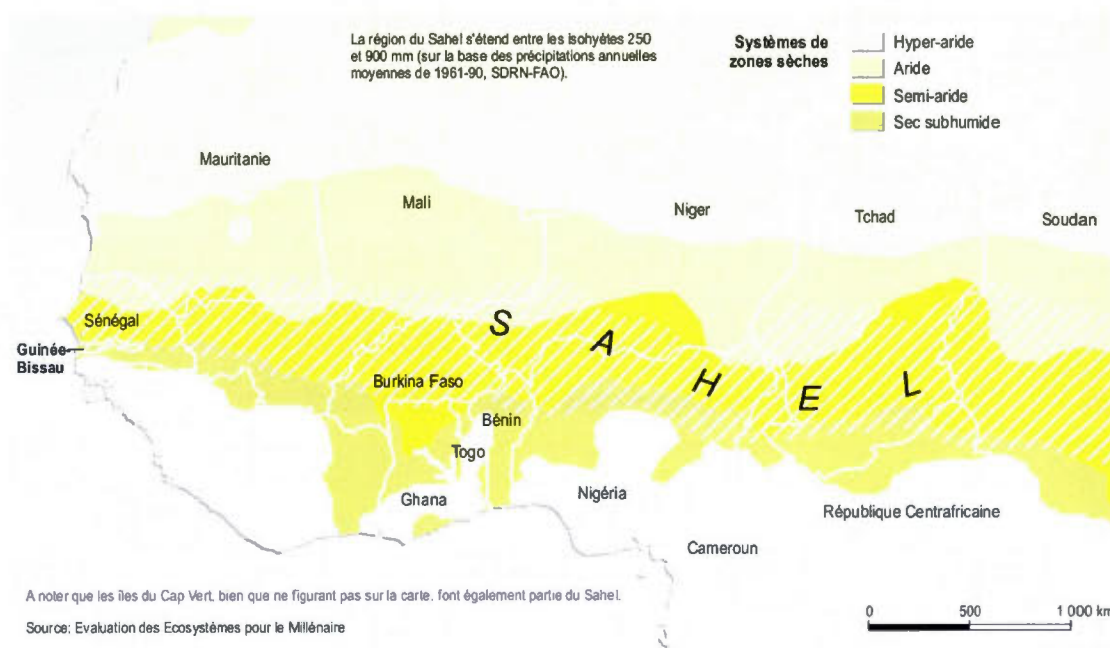 La région du Sahel s'étend entre les isohyètes 250
et 900 mm (sur la base des précipitations annuelles
moyennes de 1961-90, SDRN-FAO).
Systèmes de
zones sèches
Hyper-aride
Aride
Semi-aride
Sec subhumide
Mauritanie
Mali
Niger
Tchad
Soudan
Sénégal
Guinée-
Bissau
SAHEL
Burkina Faso
Bénin
Togo
Ghana
Nigéria
République Centrafricaine
Cameroun
A noter que les îles du Cap Vert, bien que ne figurant pas sur la carte, font également partie du Sahel.
Source: Evaluation des Ecosystèmes pour le Millénaire
0 500 1 000 km